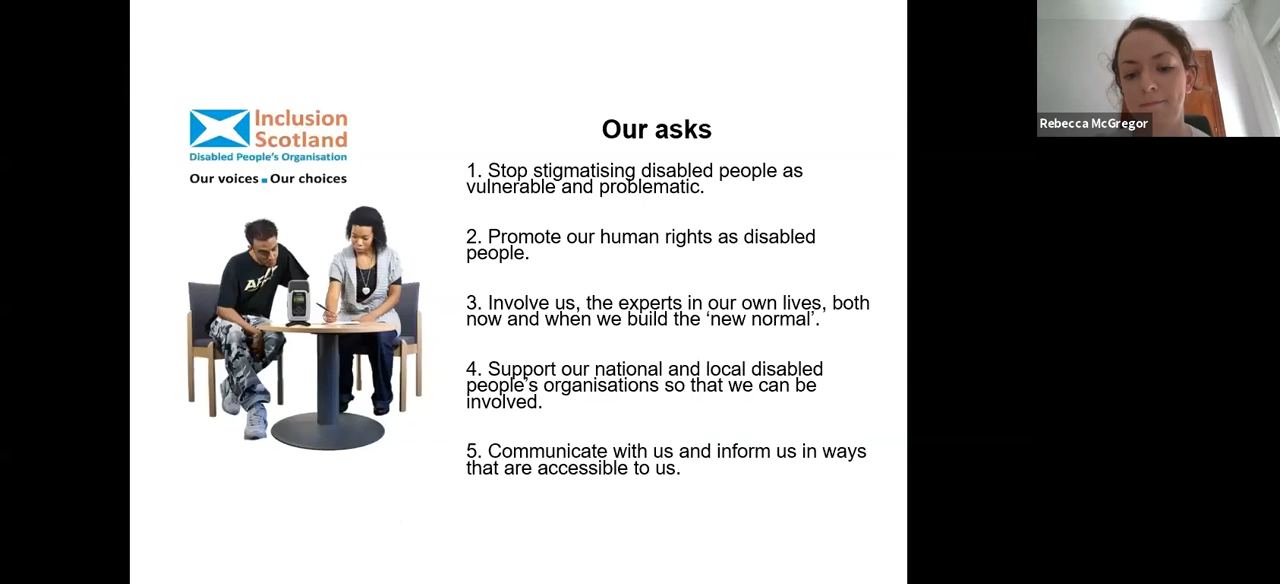 Inclusion
Scotland
Disabled People's Organisation
Our voices Our choices
Our asks
1. Stop stigmatising disabled people as
vulnerable and problematic.
2. Promote our human rights as disabled
people.
3. Involve us, the experts in our own lives, both
now and when we build the ‘new normal’.
4. Support our national and local disabled
people’s organisations so that we can be
involved.
5. Communicate with us and inform us in ways
that are accessible to us.
Rebecca McGregor